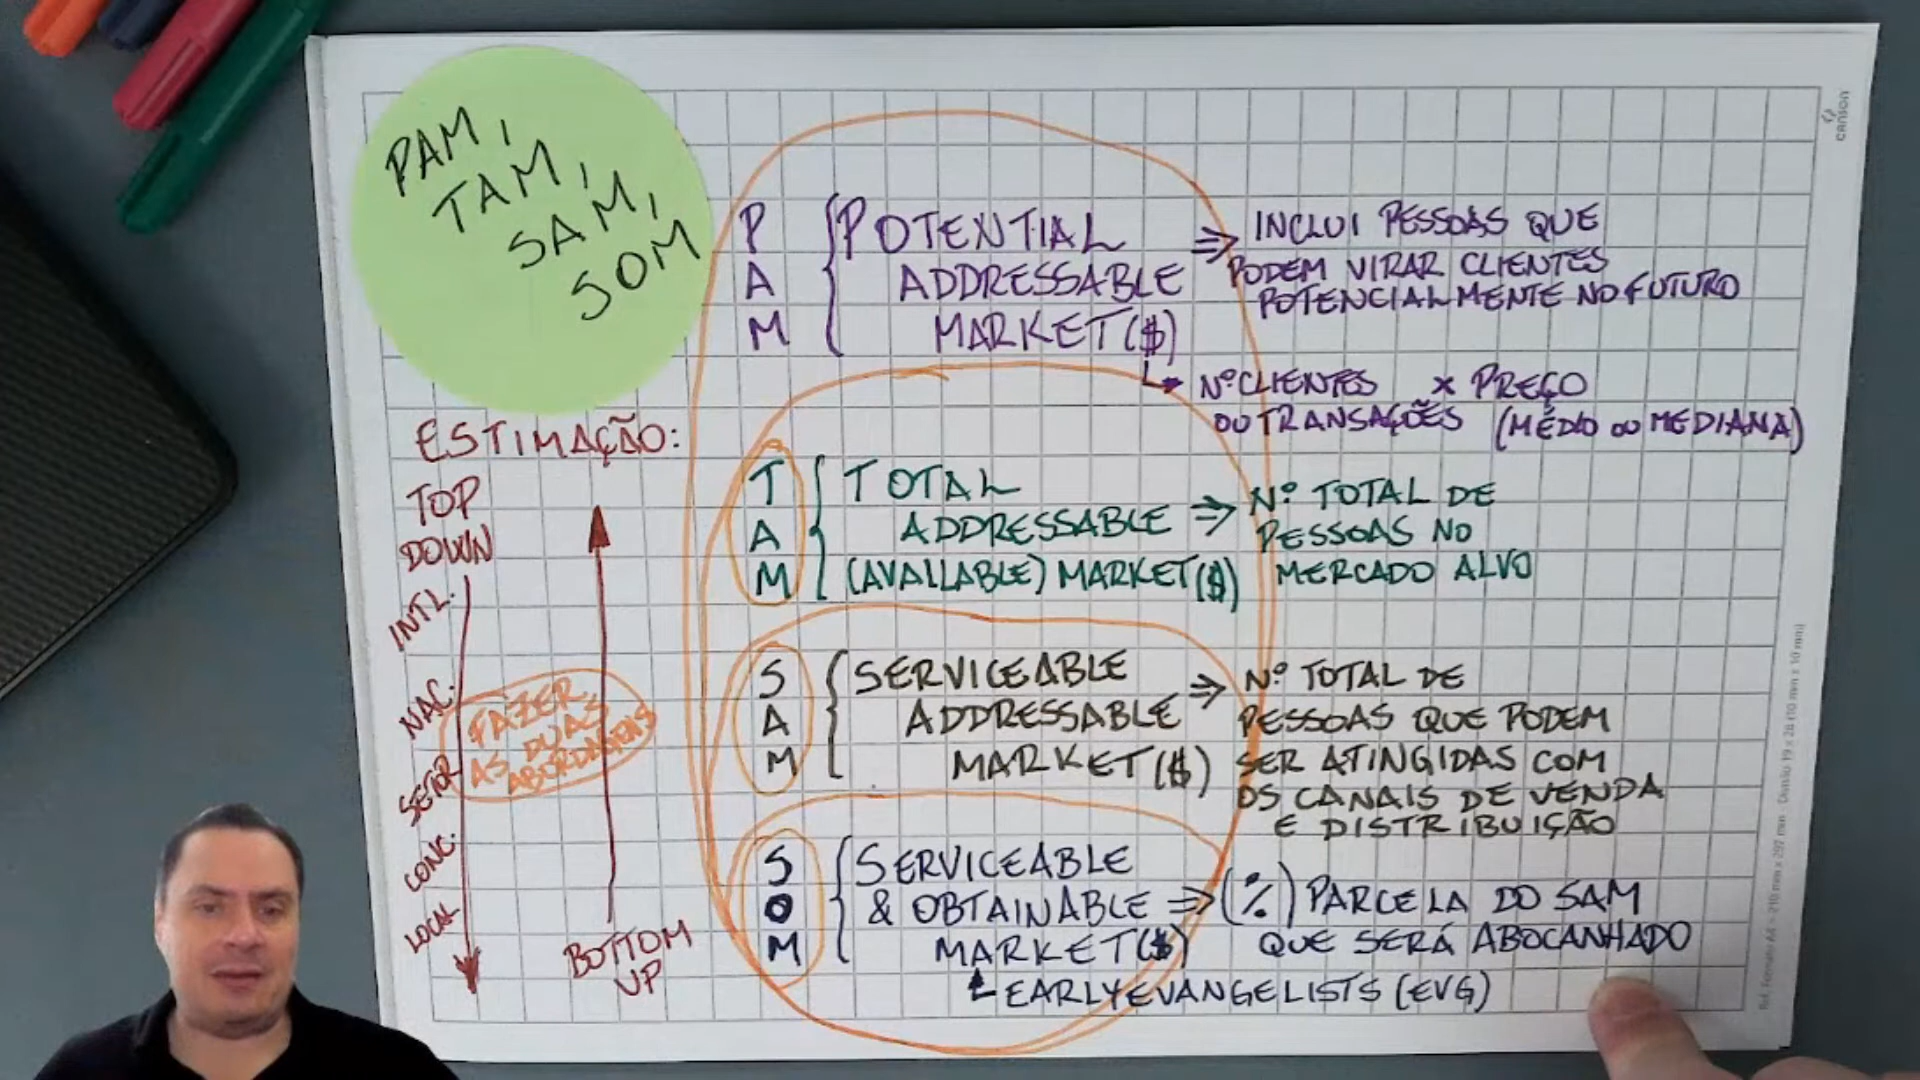 PAM,
TAM,
SAM,
SOM
P { POTENTIAL
A ADDRESSABLE
M MARKET ($)
⇒ INCLUI PESSOAS QUE
PODEM VIRAR CLIENTES
POTENCIALMENTE NO FUTURO
Nº CLIENTES x PREÇO
OU TRANSAÇÕES (MÉDIO OU MEDIANA)
T { TOTAL
A ADDRESSABLE
M (AVAILABLE) MARKET ($)
⇒ Nº TOTAL DE
PESSOAS NO
MERCADO ALVO
S { SERVICEABLE
A ADDRESSABLE
M MARKET ($)
⇒ Nº TOTAL DE
PESSOAS QUE PODEM
SER ATINGIDAS COM
OS CANAIS DE VENDA
E DISTRIBUIÇÃO
S { SERVICEABLE
O & OBTAINABLE
M MARKET ($)
⇒ (%) PARCELA DO SAM
QUE SERÁ ABOCANHADO
EARLYEVANGELISTS (EVG)
ESTIMAÇÃO:
TOP
DOWN
INTL.
NAC.
SETOR
CONC.
LOCAL
FAZER
AS DUAS
ABORDAGENS
BOTTOM
UP
CANSON